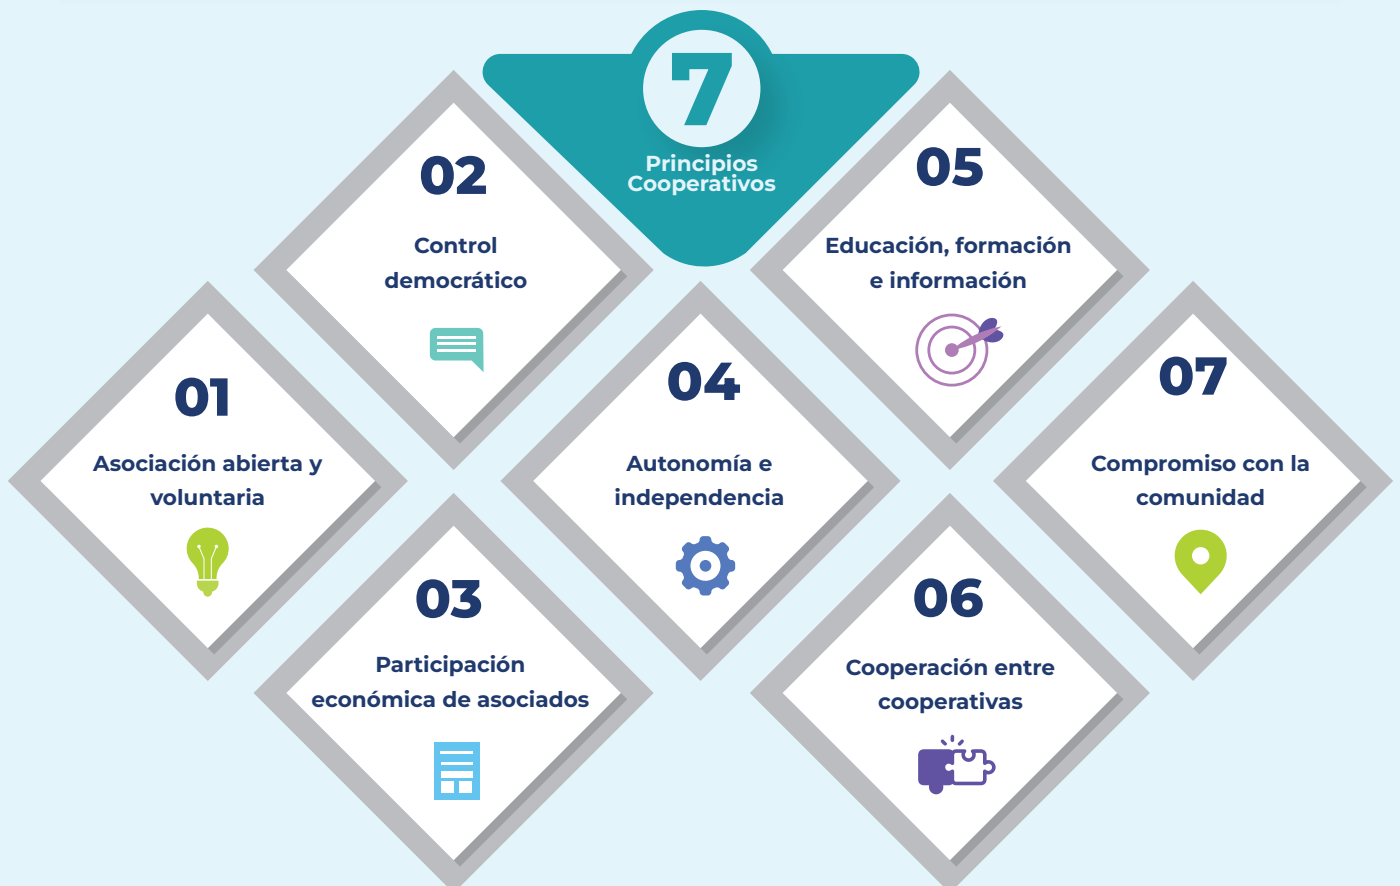 7
Principios
Cooperativos
01
Asociación abierta y
voluntaria
02
Control
democrático
03
Participación
económica de asociados
04
Autonomía e
independencia
05
Educación, formación
e información
06
Cooperación entre
cooperativas
07
Compromiso con la
comunidad